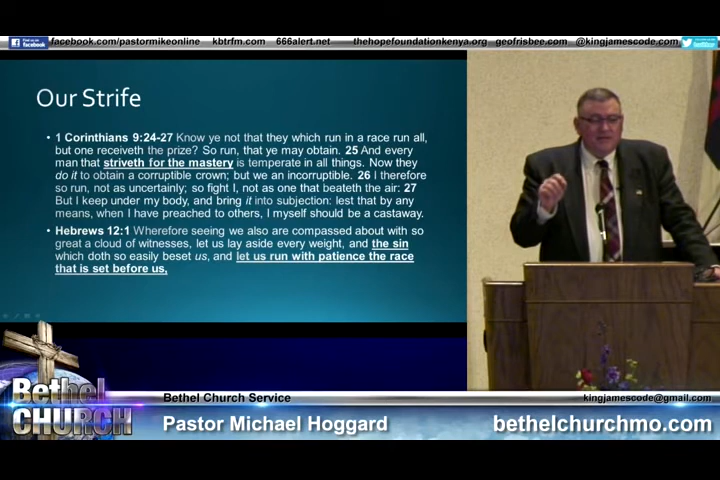 Find us on facebook facebook.com/pastormikeonline kbtrfm.com 666alert.net thehopefoundationkenya.org geofrisbee.com @kingjamescode.com
Our Strife
• 1 Corinthians 9:24-27 Know ye not that they which run in a race run all,
but one receiveth the prize? So run, that ye may obtain. 25 And every
man that striveth for the mastery is temperate in all things. Now they
do it to obtain a corruptible crown; but we an incorruptible. 26 I therefore
so run, not as uncertainly; so fight I, not as one that beateth the air: 27
But I keep under my body, and bring it into subjection: lest that by any
means, when I have preached to others, I myself should be a castaway.
• Hebrews 12:1 Wherefore seeing we also are compassed about with so
great a cloud of witnesses, let us lay aside every weight, and the sin
which doth so easily beset us, and let us run with patience the race
that is set before us,
Bethel
CHURCH
Bethel Church Service
kingjamescode@gmail.com
Pastor Michael Hoggard
bethelchurchmo.com